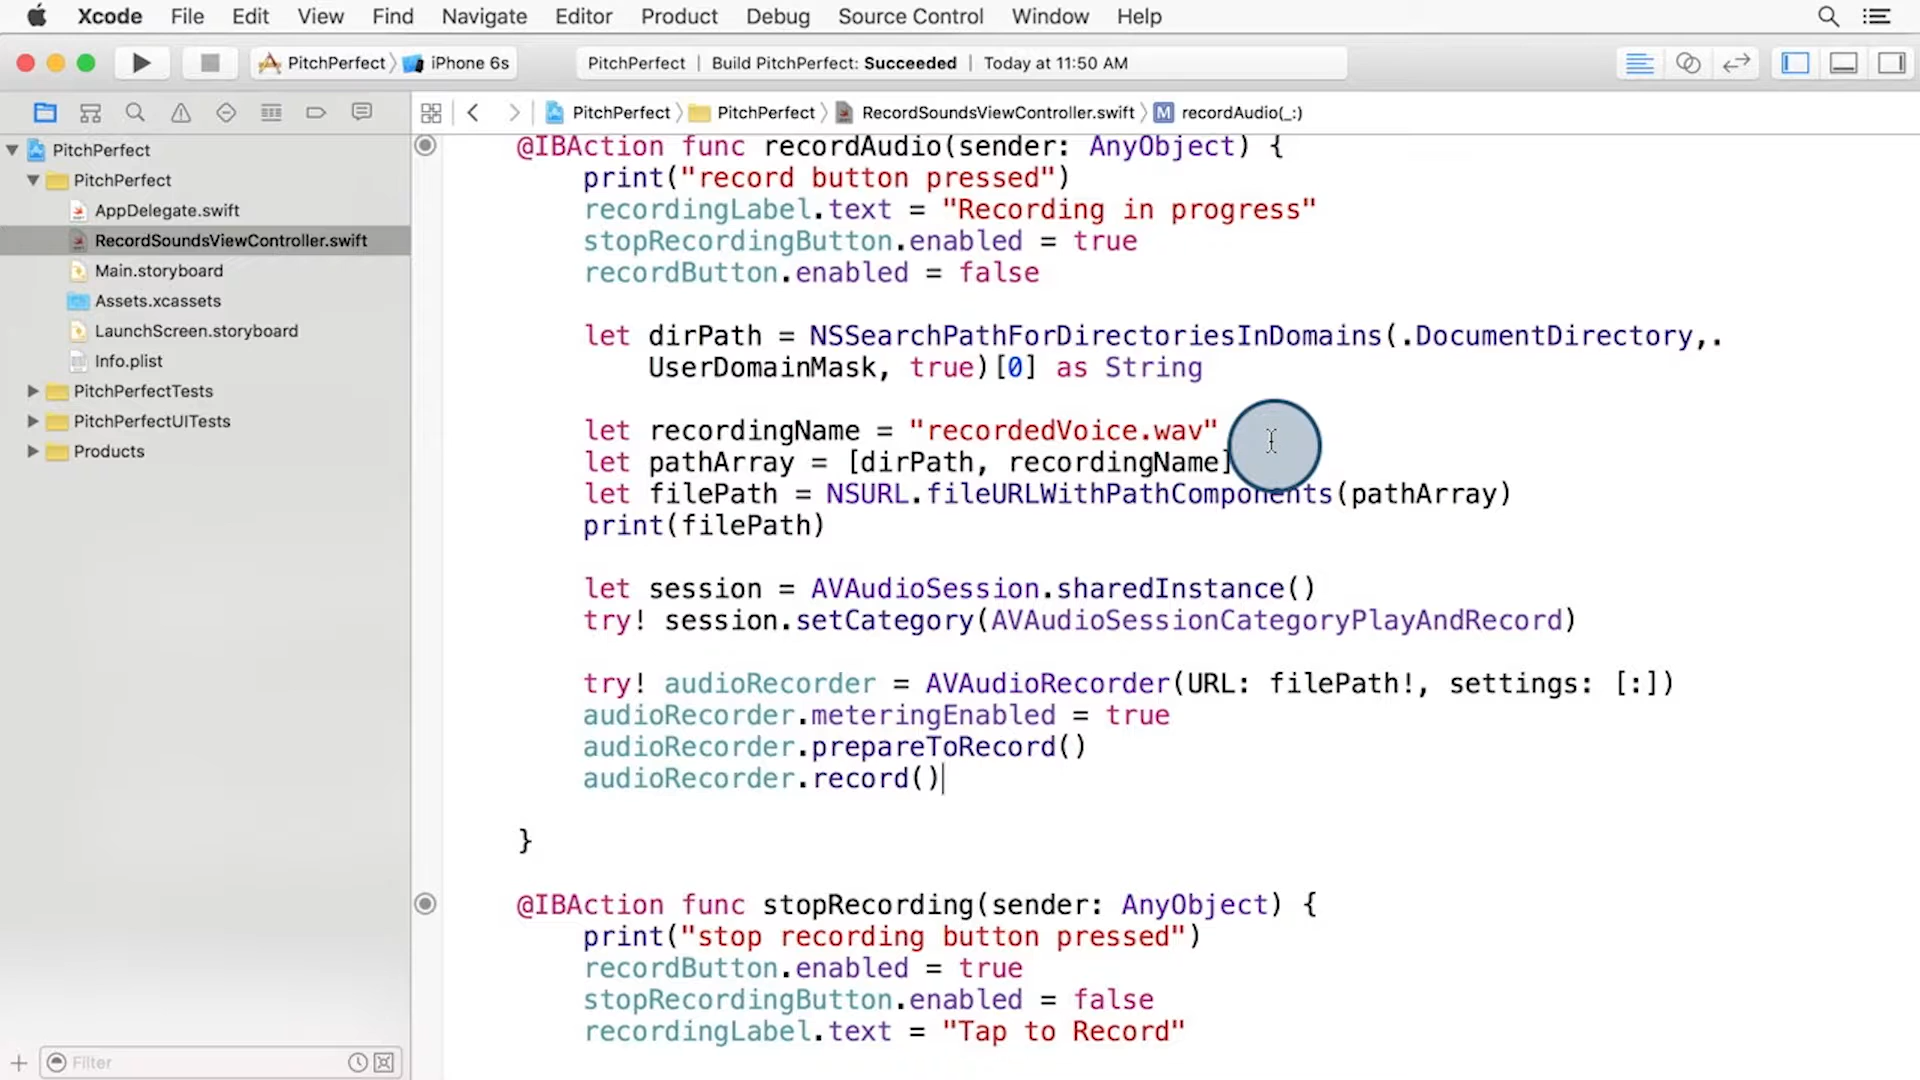 Xcode File Edit View Find Navigate Editor Product Debug Source Control Window Help
PitchPerfect iPhone 6s PitchPerfect | Build PitchPerfect: Succeeded | Today at 11:50 AM
PitchPerfect PitchPerfect RecordSoundsViewController.swift M recordAudio(_:)
PitchPerfect
PitchPerfect
AppDelegate.swift
RecordSoundsViewController.swift
Main.storyboard
Assets.xcassets
LaunchScreen.storyboard
Info.plist
PitchPerfectTests
PitchPerfectUITests
Products
Filter
@IBAction func recordAudio(sender: AnyObject) {
print("record button pressed")
recordingLabel.text = "Recording in progress"
stopRecordingButton.enabled = true
recordButton.enabled = false
let dirPath = NSSearchPathForDirectoriesInDomains(.DocumentDirectory,.
UserDomainMask, true)[0] as String
let recordingName = "recordedVoice.wav"
let pathArray = [dirPath, recordingName]
let filePath = NSURL.fileURLWithPathComponents(pathArray)
print(filePath)
let session = AVAudioSession.sharedInstance()
try! session.setCategory(AVAudioSessionCategoryPlayAndRecord)
try! audioRecorder = AVAudioRecorder(URL: filePath!, settings: [:])
audioRecorder.meteringEnabled = true
audioRecorder.prepareToRecord()
audioRecorder.record()
}
@IBAction func stopRecording(sender: AnyObject) {
print("stop recording button pressed")
recordButton.enabled = true
stopRecordingButton.enabled = false
recordingLabel.text = "Tap to Record"